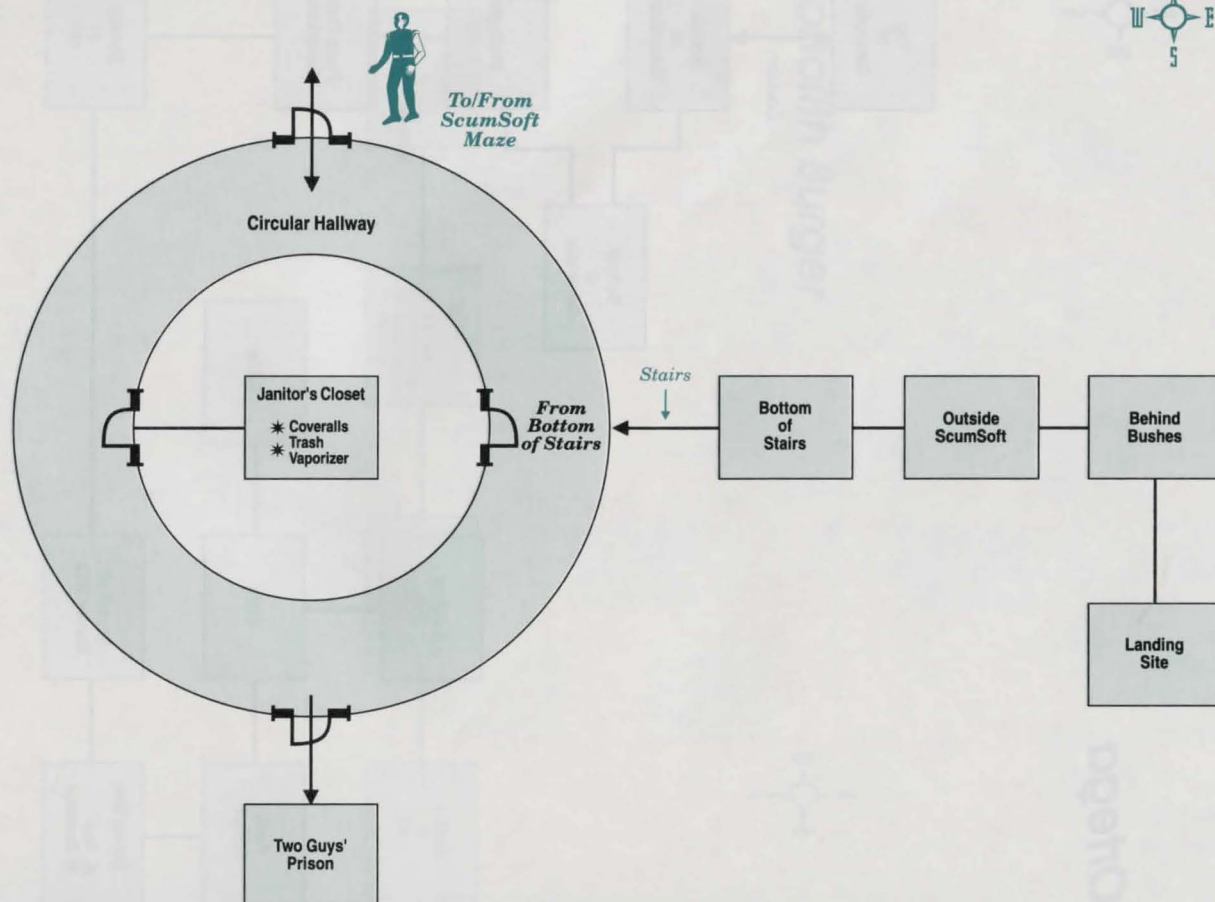 W E
S
To/From
ScumSoft
Maze
Circular Hallway
Janitor's Closet
✷ Coveralls
✷ Trash
Vaporizer
From
Bottom
of Stairs
Stairs
Bottom
of
Stairs
Outside
ScumSoft
Behind
Bushes
Landing
Site
Two Guys'
Prison